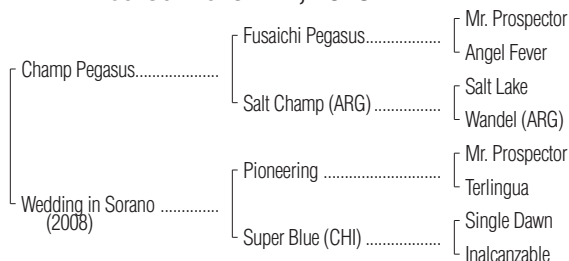 Mr. Prospector
Fusaichi Pegasus..................
Angel Fever
Champ Pegasus.....................
Salt Lake
Salt Champ (ARG) ................
Wandel (ARG)
Mr. Prospector
Pioneering ............................
Terlingua
Wedding in Sorano ..............
(2008)
Single Dawn
Super Blue (CHI) ..................
Inalcanzable